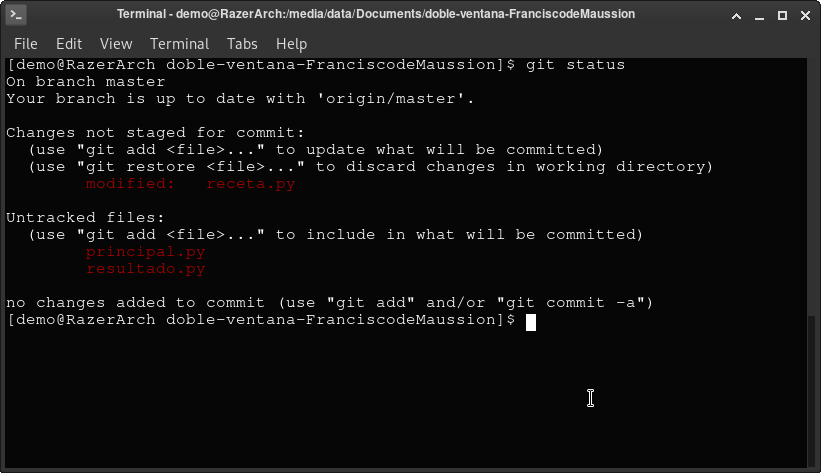 Terminal - demo@RazerArch:/media/data/Documents/doble-ventana-FranciscodeMaussion
File Edit View Terminal Tabs Help
[demo@RazerArch doble-ventana-FranciscodeMaussion]$ git status
On branch master
Your branch is up to date with 'origin/master'.
Changes not staged for commit:
(use "git add <file>..." to update what will be committed)
(use "git restore <file>..." to discard changes in working directory)
modified: receta.py
Untracked files:
(use "git add <file>..." to include in what will be committed)
principal.py
resultado.py
no changes added to commit (use "git add" and/or "git commit -a")
[demo@RazerArch doble-ventana-FranciscodeMaussion]$